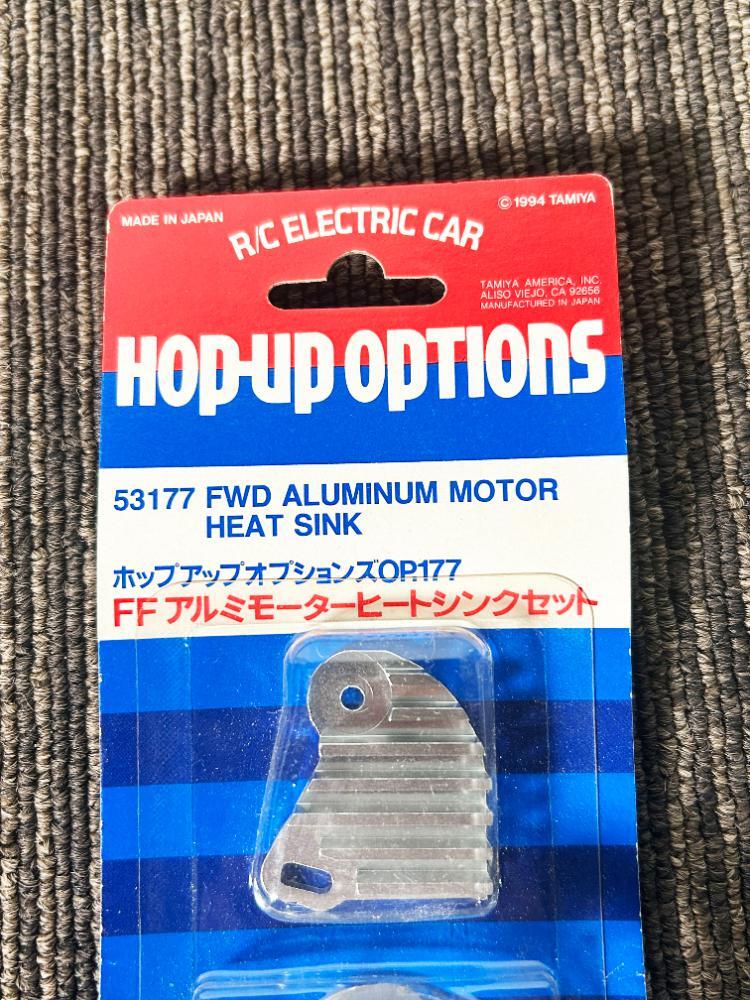 MADE IN JAPAN
© 1994 TAMIYA
R/C ELECTRIC CAR
TAMIYA AMERICA, INC.
ALISO VIEJO, CA 92656
MANUFACTURED IN JAPAN
HOP-UP OPTIONS
53177 FWD ALUMINUM MOTOR
HEAT SINK
ホップアップオプションズOP.177
FFアルミモーターヒートシンクセット